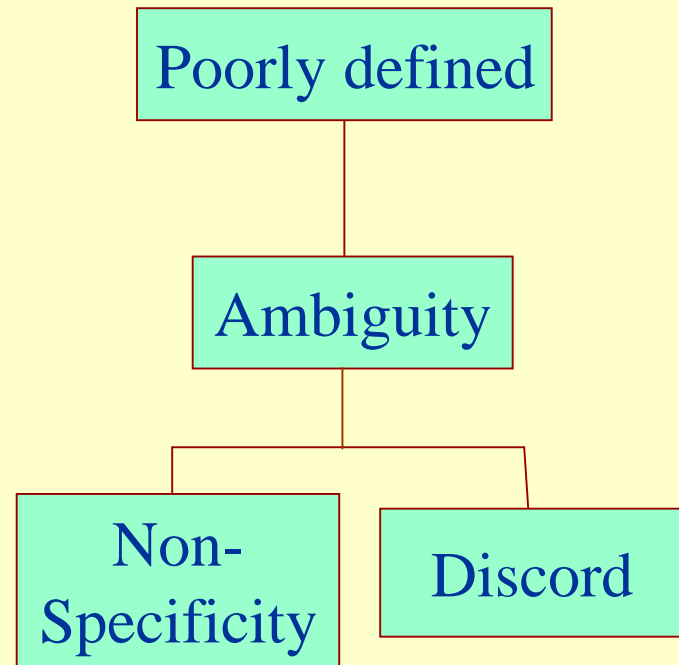 Poorly defined
Ambiguity
Non-
Specificity
Discord